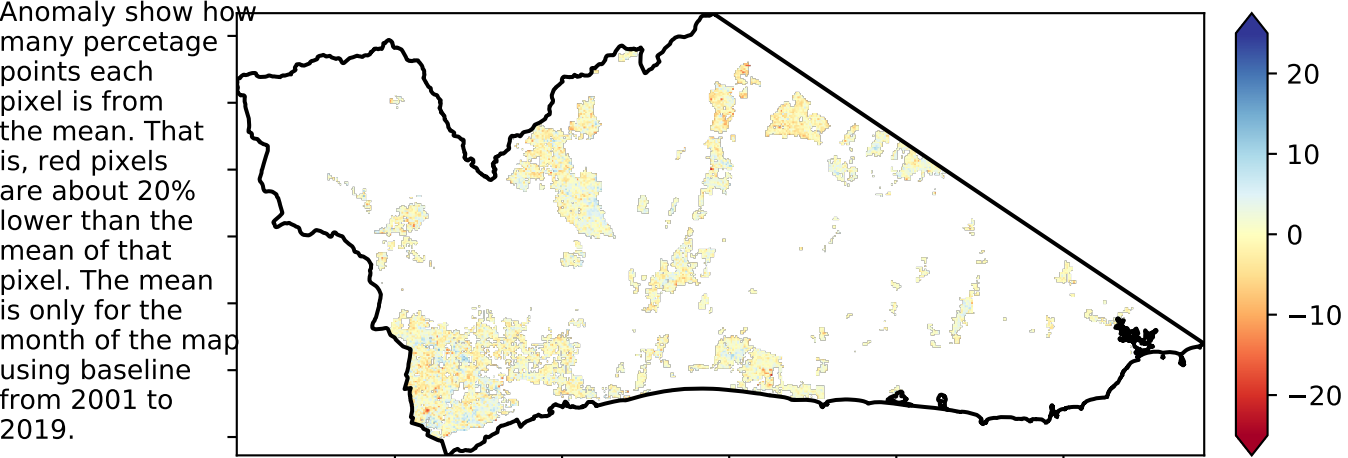 Anomaly show how
many percetage
points each
pixel is from
the mean. That
is, red pixels
are about 20%
lower than the
mean of that
pixel. The mean
is only for the
month of the map
using baseline
from 2001 to
2019.
20
10
0
−10
−20